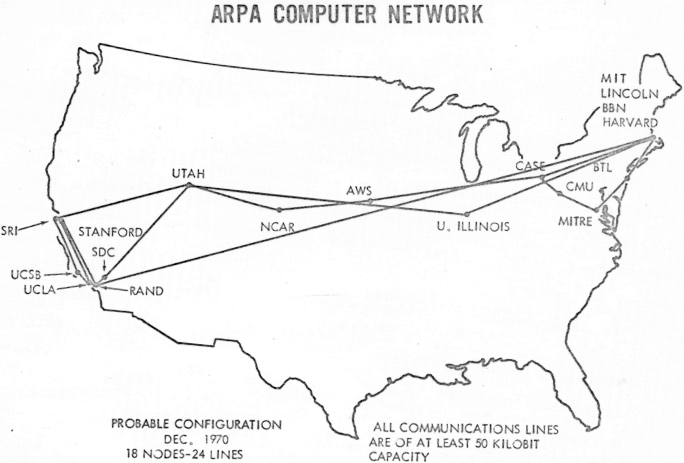 ARPA COMPUTER NETWORK
MIT
LINCOLN
BBN
HARVARD
CASE
BTL
UTAH
AWS
CMU
SRI
STANFORD
NCAR
U. ILLINOIS
MITRE
SDC
UCSB
UCLA
RAND
PROBABLE CONFIGURATION
DEC. 1970
18 NODES-24 LINES
ALL COMMUNICATIONS LINES
ARE OF AT LEAST 50 KILOBIT
CAPACITY